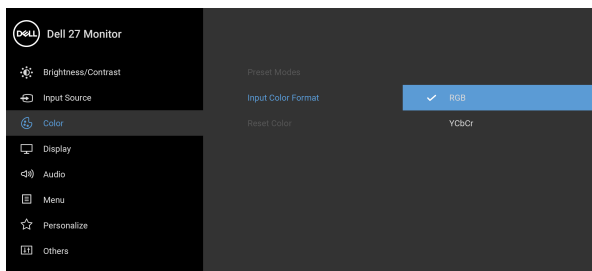 DELL
Dell 27 Monitor
Brightness/Contrast
Preset Modes
Input Source
Input Color Format
RGB
Color
Reset Color
YCbCr
Display
Audio
Menu
Personalize
Others